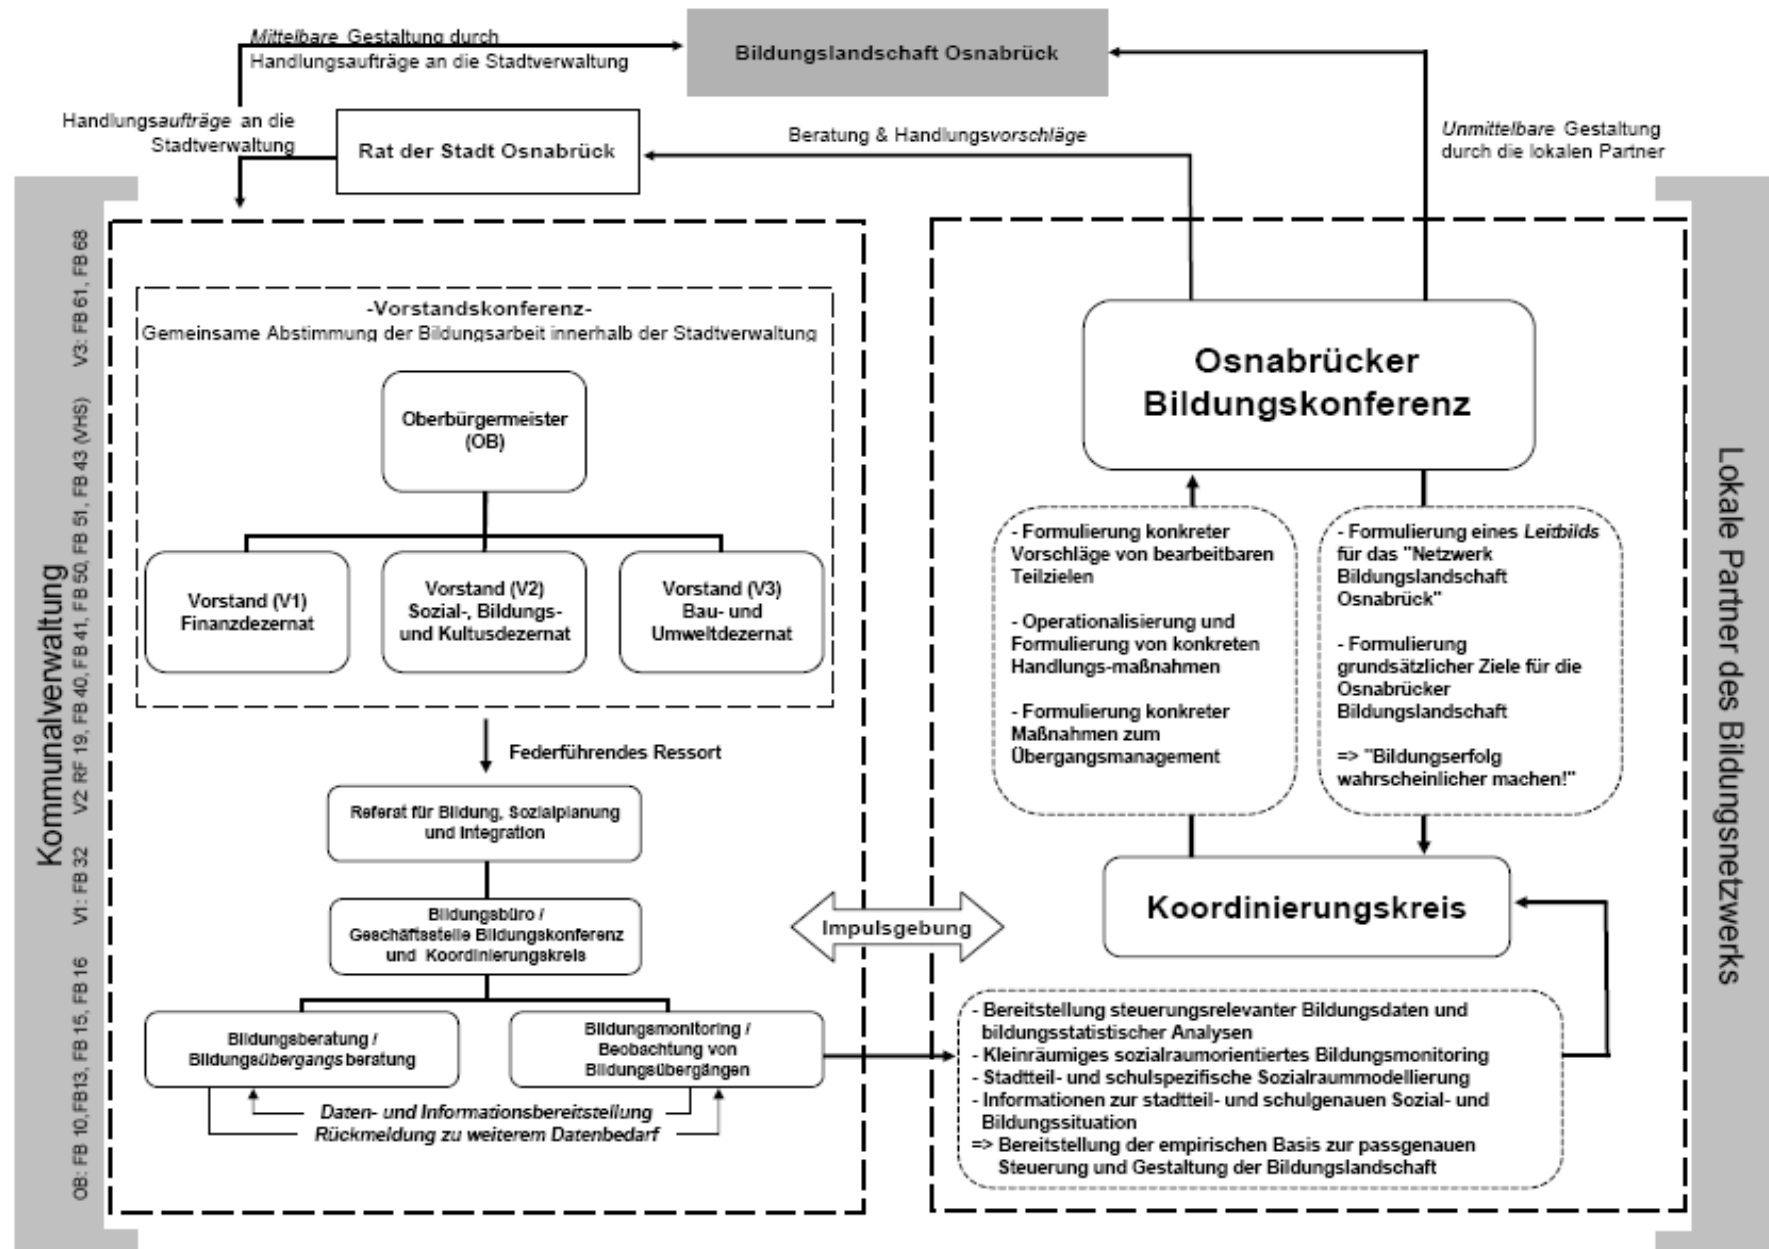 Mittelbare Gestaltung durch
Handlungsaufträge an die Stadtverwaltung
Bildungslandschaft Osnabrück
Handlungsaufträge an die
Stadtverwaltung
Rat der Stadt Osnabrück
Beratung & Handlungsvorschläge
Unmittelbare Gestaltung
durch die lokalen Partner
Kommunalverwaltung
OB: FB 10,FB13, FB 15, FB 16 V1: FB 32 V2 RF 19, FB 40, FB 41, FB 50, FB 51, FB 43 (VHS) V3: FB 61, FB 68
-Vorstandskonferenz-
Gemeinsame Abstimmung der Bildungsarbeit innerhalb der Stadtverwaltung
Oberbürgermeister
(OB)
Vorstand (V1)
Finanzdezernat
Vorstand (V2)
Sozial-, Bildungs-
und Kultusdezernat
Vorstand (V3)
Bau- und
Umweltdezernat
Federführendes Ressort
Referat für Bildung, Sozialplanung
und Integration
Bildungsbüro /
Geschäftsstelle Bildungskonferenz
und Koordinierungskreis
Bildungsberatung /
Bildungsübergangsberatung
Bildungsmonitoring /
Beobachtung von
Bildungsübergängen
Daten- und Informationsbereitstellung
Rückmeldung zu weiterem Datenbedarf
Impulsgebung
Osnabrücker
Bildungskonferenz
- Formulierung konkreter
Vorschläge von bearbeitbaren
Teilzielen
- Operationalisierung und
Formulierung von konkreten
Handlungs-maßnahmen
- Formulierung konkreter
Maßnahmen zum
Übergangsmanagement
- Formulierung eines Leitbilds
für das "Netzwerk
Bildungslandschaft
Osnabrück"
- Formulierung
grundsätzlicher Ziele für die
Osnabrücker
Bildungslandschaft
=> "Bildungserfolg
wahrscheinlicher machen!"
Koordinierungskreis
- Bereitstellung steuerungsrelevanter Bildungsdaten und
bildungsstatistischer Analysen
- Kleinräumiges sozialraumorientiertes Bildungsmonitoring
- Stadtteil- und schulspezifische Sozialraummodellierung
- Informationen zur stadtteil- und schulgenauen Sozial- und
Bildungssituation
=> Bereitstellung der empirischen Basis zur passgenauen
Steuerung und Gestaltung der Bildungslandschaft
Lokale Partner des Bildungsnetzwerks